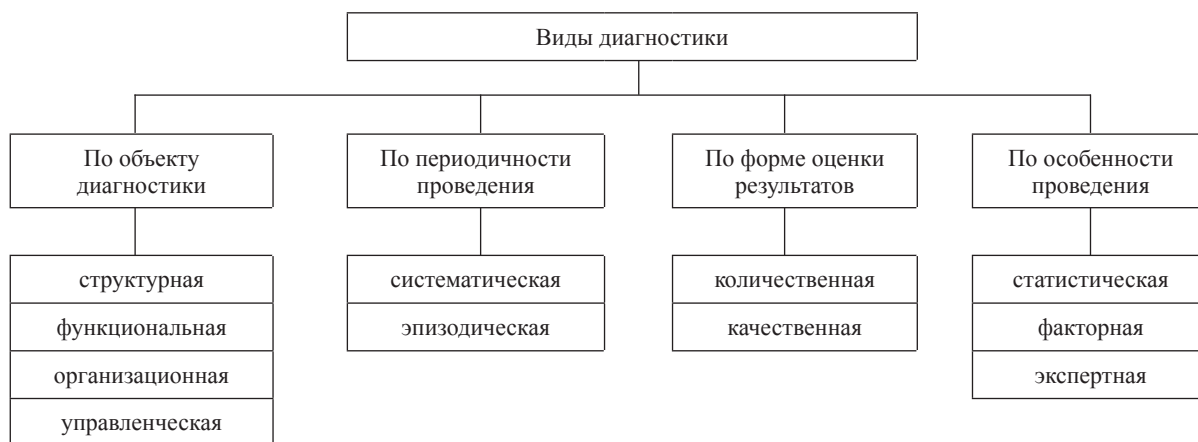 Виды диагностики
По объекту
диагностики
По периодичности
проведения
По форме оценки
результатов
По особенности
проведения
структурная
функциональная
организационная
управленческая
систематическая
эпизодическая
количественная
качественная
статистическая
факторная
экспертная